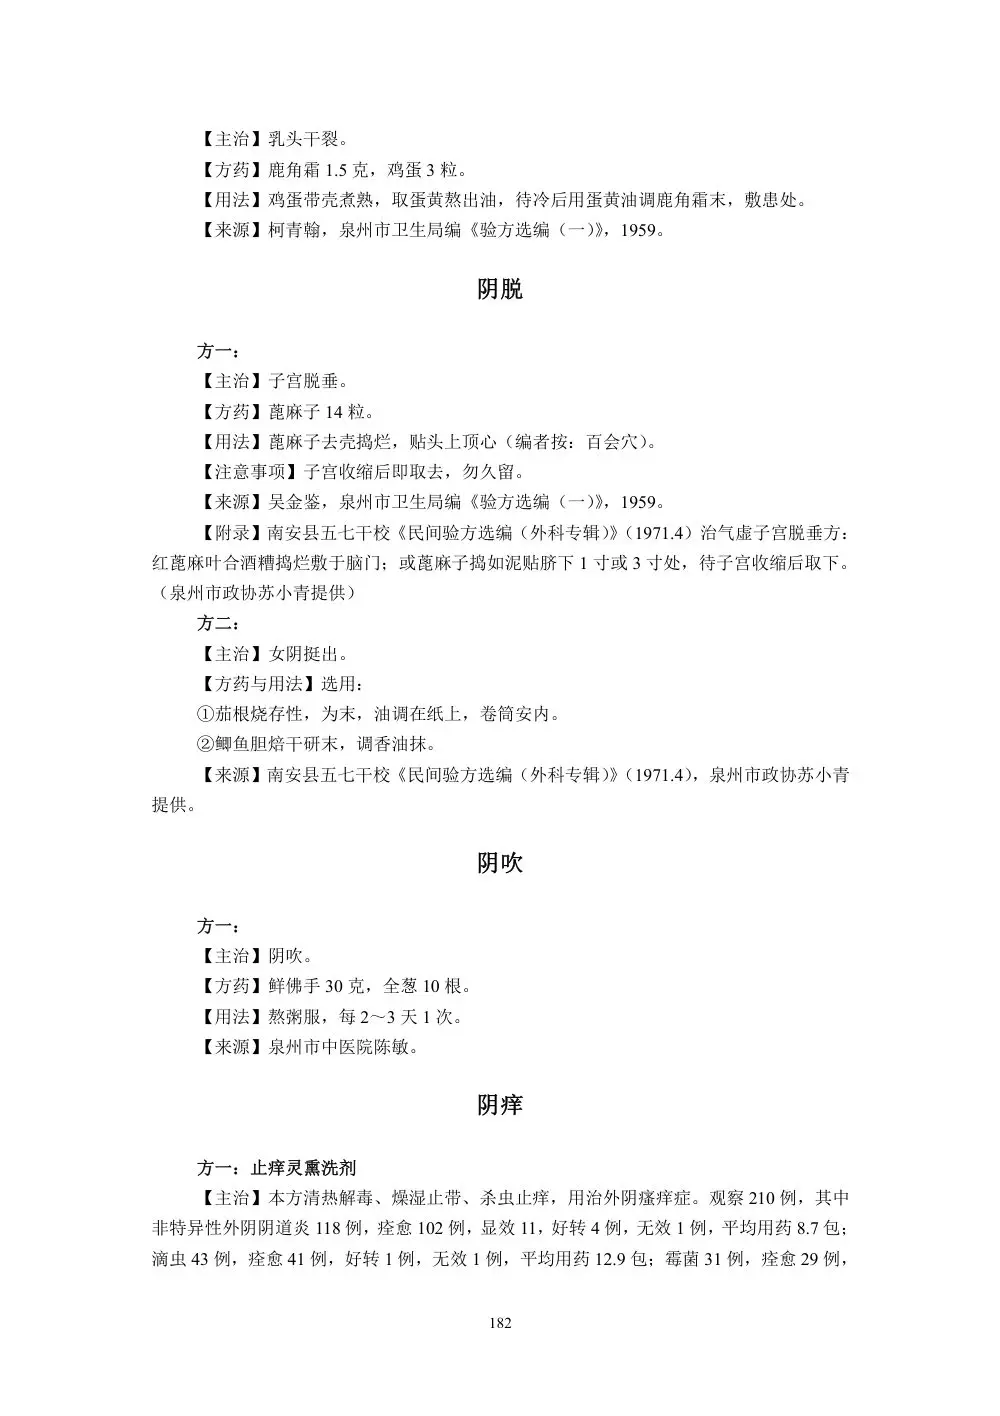 【主治】乳头干裂。
【方药】鹿角霜 1.5 克，鸡蛋 3 粒。
【用法】鸡蛋带壳煮熟，取蛋黄熬出油，待冷后用蛋黄油调鹿角霜末，敷患处。
【来源】柯青翰，泉州市卫生局编《验方选编（一）》，1959。
阴脱
方一：
【主治】子宫脱垂。
【方药】蓖麻子 14 粒。
【用法】蓖麻子去壳捣烂，贴头上顶心（编者按：百会穴）。
【注意事项】子宫收缩后即取去，勿久留。
【来源】吴金鉴，泉州市卫生局编《验方选编（一）》，1959。
【附录】南安县五七干校《民间验方选编（外科专辑）》（1971.4）治气虚子宫脱垂方：
红蓖麻叶合酒糟捣烂敷于脑门；或蓖麻子捣如泥贴脐下 1 寸或 3 寸处，待子宫收缩后取下。
（泉州市政协苏小青提供）
方二：
【主治】女阴挺出。
【方药与用法】选用：
①茄根烧存性，为末，油调在纸上，卷筒安内。
②鲫鱼胆焙干研末，调香油抹。
【来源】南安县五七干校《民间验方选编（外科专辑）》（1971.4），泉州市政协苏小青
提供。
阴吹
方一：
【主治】阴吹。
【方药】鲜佛手 30 克，全葱 10 根。
【用法】熬粥服，每 2～3 天 1 次。
【来源】泉州市中医院陈敏。
阴痒
方一：止痒灵熏洗剂
【主治】本方清热解毒、燥湿止带、杀虫止痒，用治外阴瘙痒症。观察 210 例，其中
非特异性外阴阴道炎 118 例，痊愈 102 例，显效 11，好转 4 例，无效 1 例，平均用药 8.7 包；
滴虫 43 例，痊愈 41 例，好转 1 例，无效 1 例，平均用药 12.9 包；霉菌 31 例，痊愈 29 例，
182